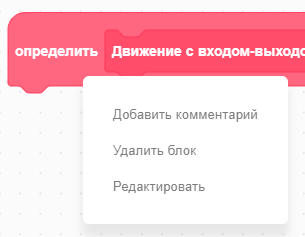 определить Движение с входом-выходо
Добавить комментарий
Удалить блок
Редактировать